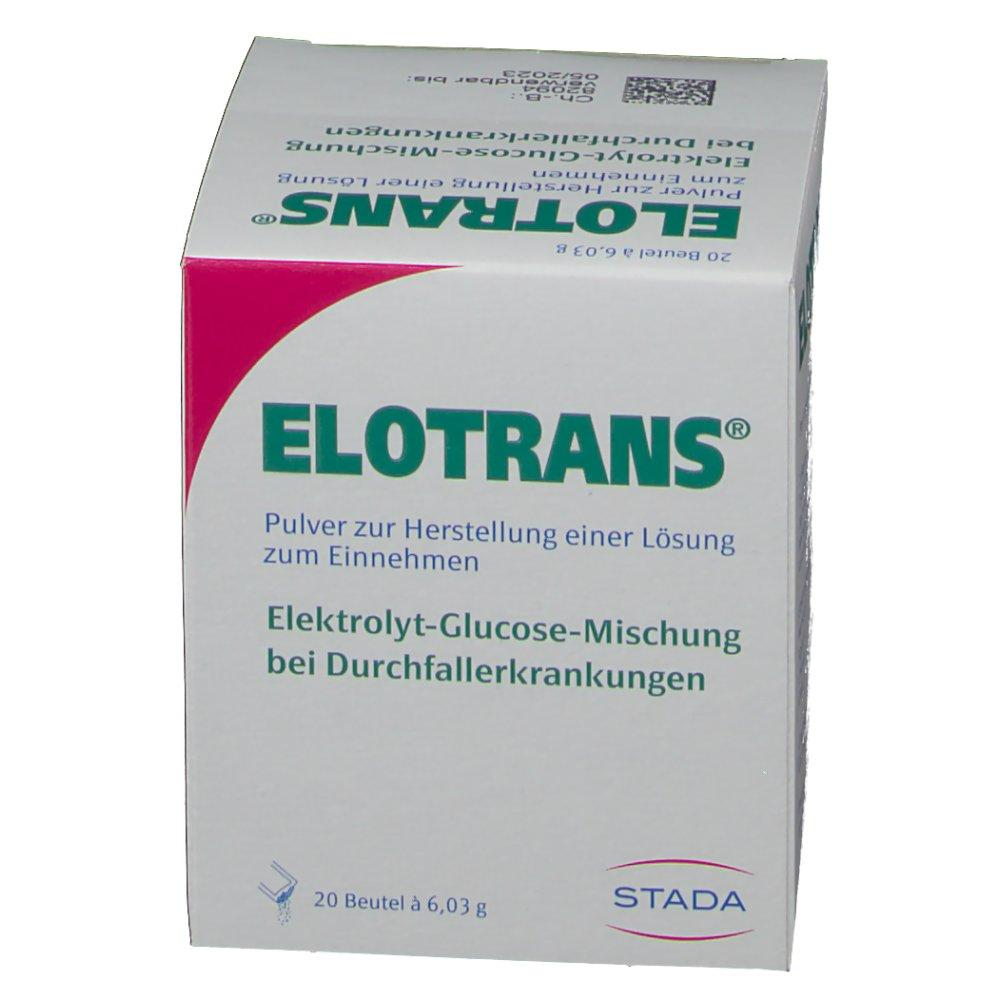 Ch.-B.:
82094
verwendbar bis:
05/2023
ELOTRANS®
Pulver zur Herstellung einer Lösung
zum Einnehmen
Elektrolyt-Glucose-Mischung
bei Durchfallerkrankungen
20 Beutel à 6,03 g
ELOTRANS®
Pulver zur Herstellung einer Lösung
zum Einnehmen
Elektrolyt-Glucose-Mischung
bei Durchfallerkrankungen
20 Beutel à 6,03 g
STADA